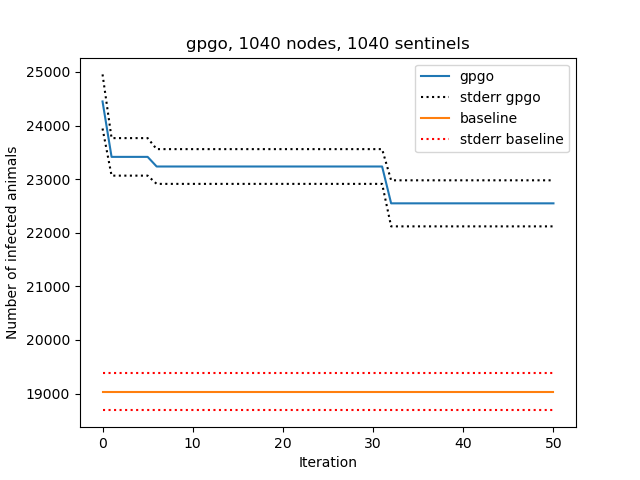 gpgo, 1040 nodes, 1040 sentinels
25000
24000
23000
22000
21000
20000
19000
Number of infected animals
gpgo
stderr gpgo
baseline
stderr baseline
0 10 20 30 40 50
Iteration